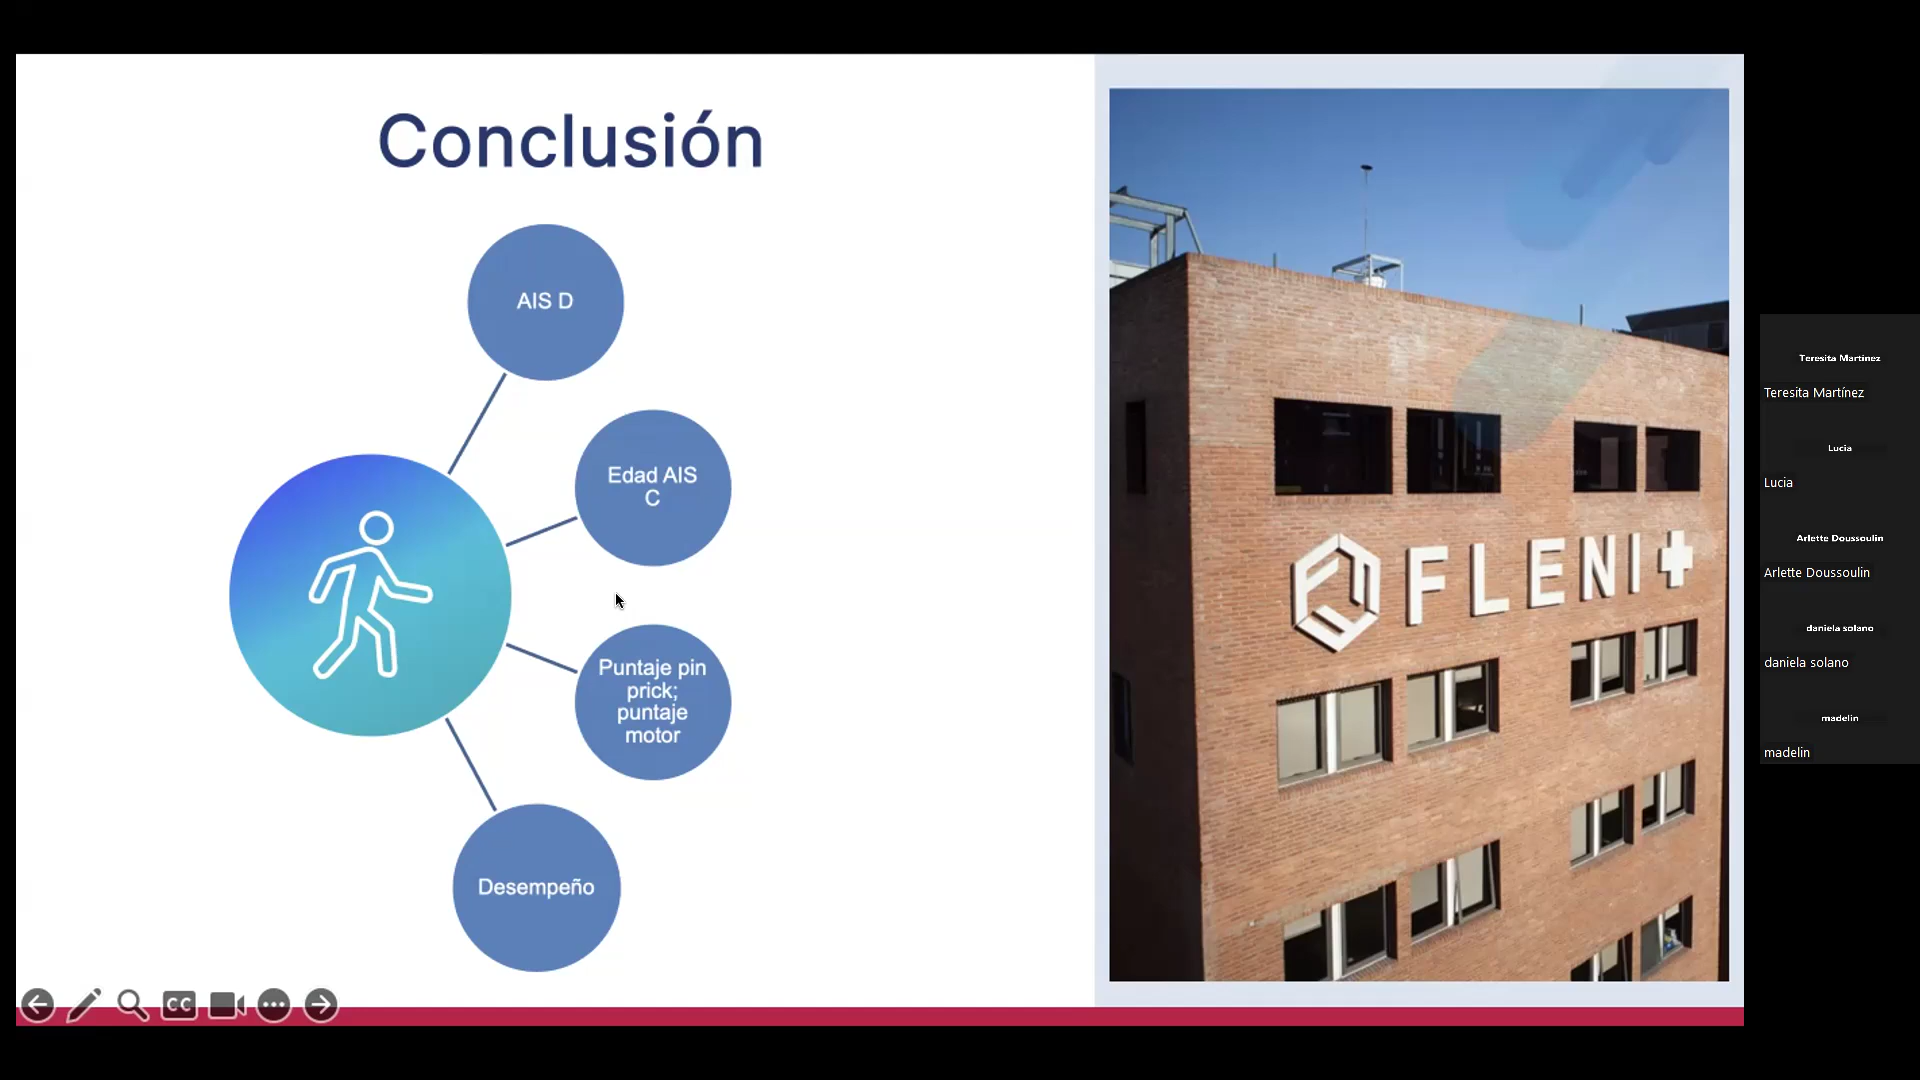 Conclusión
AIS D
Edad AIS
C
Puntaje pin
prick;
puntaje
motor
Desempeño
FLENI
CC
Teresita Martinez
Teresita Martínez
Lucia
Lucia
Arlette Doussoulin
Arlette Doussoulin
daniela solano
daniela solano
madelin
madelin